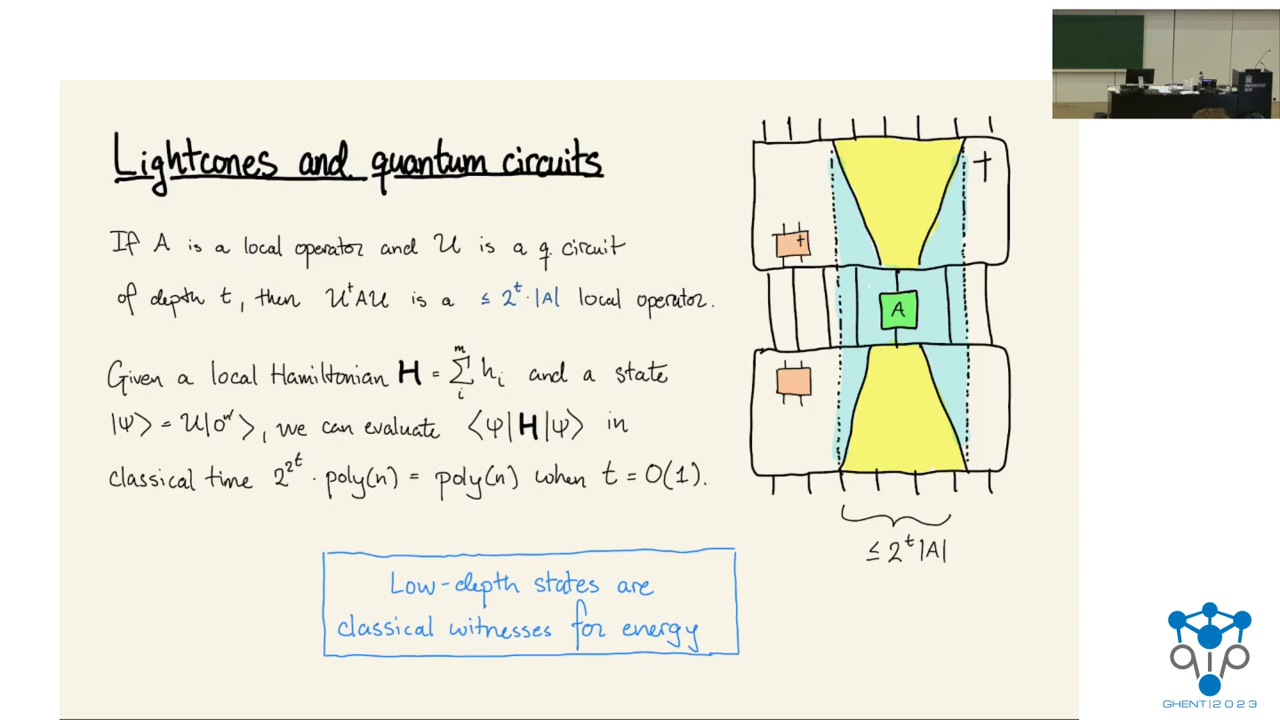 Lightcones and quantum circuits
If A is a local operator and U is a q. circuit
of depth t, then U†AU is a ≤ 2^t · |A| local operator.
Given a local Hamiltonian H = Σ_i^m h_i and a state
|ψ⟩ = U|0^n⟩, we can evaluate ⟨ψ|H|ψ⟩ in
classical time 2^{2^t} · poly(n) = poly(n) when t = O(1).
Low-depth states are
classical witnesses for energy
†
†
A
≤ 2^t |A|
qip
GHENT|2023